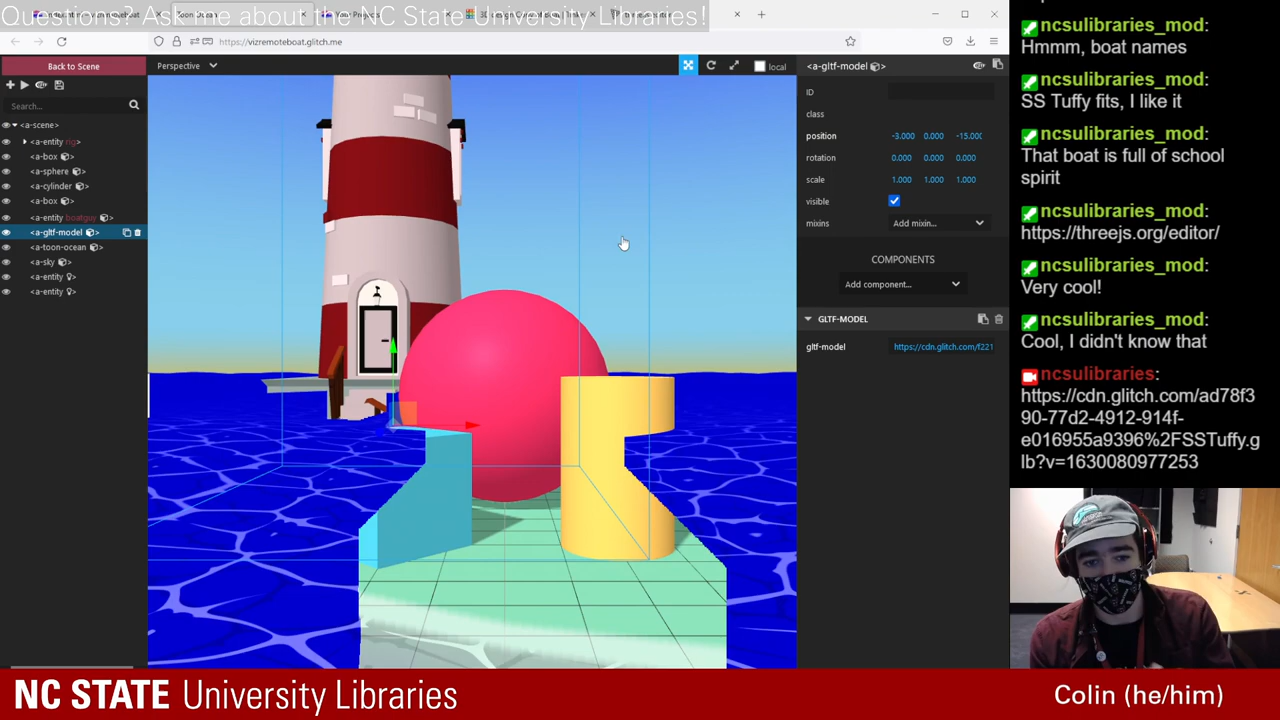 Questions? Ask me about the NC State University Libraries!
https://vizremoteboat.glitch.me
Back to Scene
Search...
<a-scene>
<a-entity rig>
<a-box
<a-sphere
<a-cylinder
<a-box
<a-entity boatguy
<a-gltf-model
<a-toon-ocean
<a-sky
<a-entity
<a-entity
Perspective
local
<a-gltf-model >
ID
class
position -3.000 0.000 -15.000
rotation 0.000 0.000 0.000
scale 1.000 1.000 1.000
visible
mixins Add mixin...
COMPONENTS
Add component...
GLTF-MODEL
gltf-model https://cdn.glitch.com/f221
ncsulibraries_mod:
Hmmm, boat names
ncsulibraries_mod:
SS Tuffy fits, I like it
ncsulibraries_mod:
That boat is full of school
spirit
ncsulibraries_mod:
https://threejs.org/editor/
ncsulibraries_mod:
Very cool!
ncsulibraries_mod:
Cool, I didn't know that
ncsulibraries:
https://cdn.glitch.com/ad78f3
90-77d2-4912-914f-
e016955a9396%2FSSTuffy.g
lb?v=1630080977253
NC STATE University Libraries
Colin (he/him)